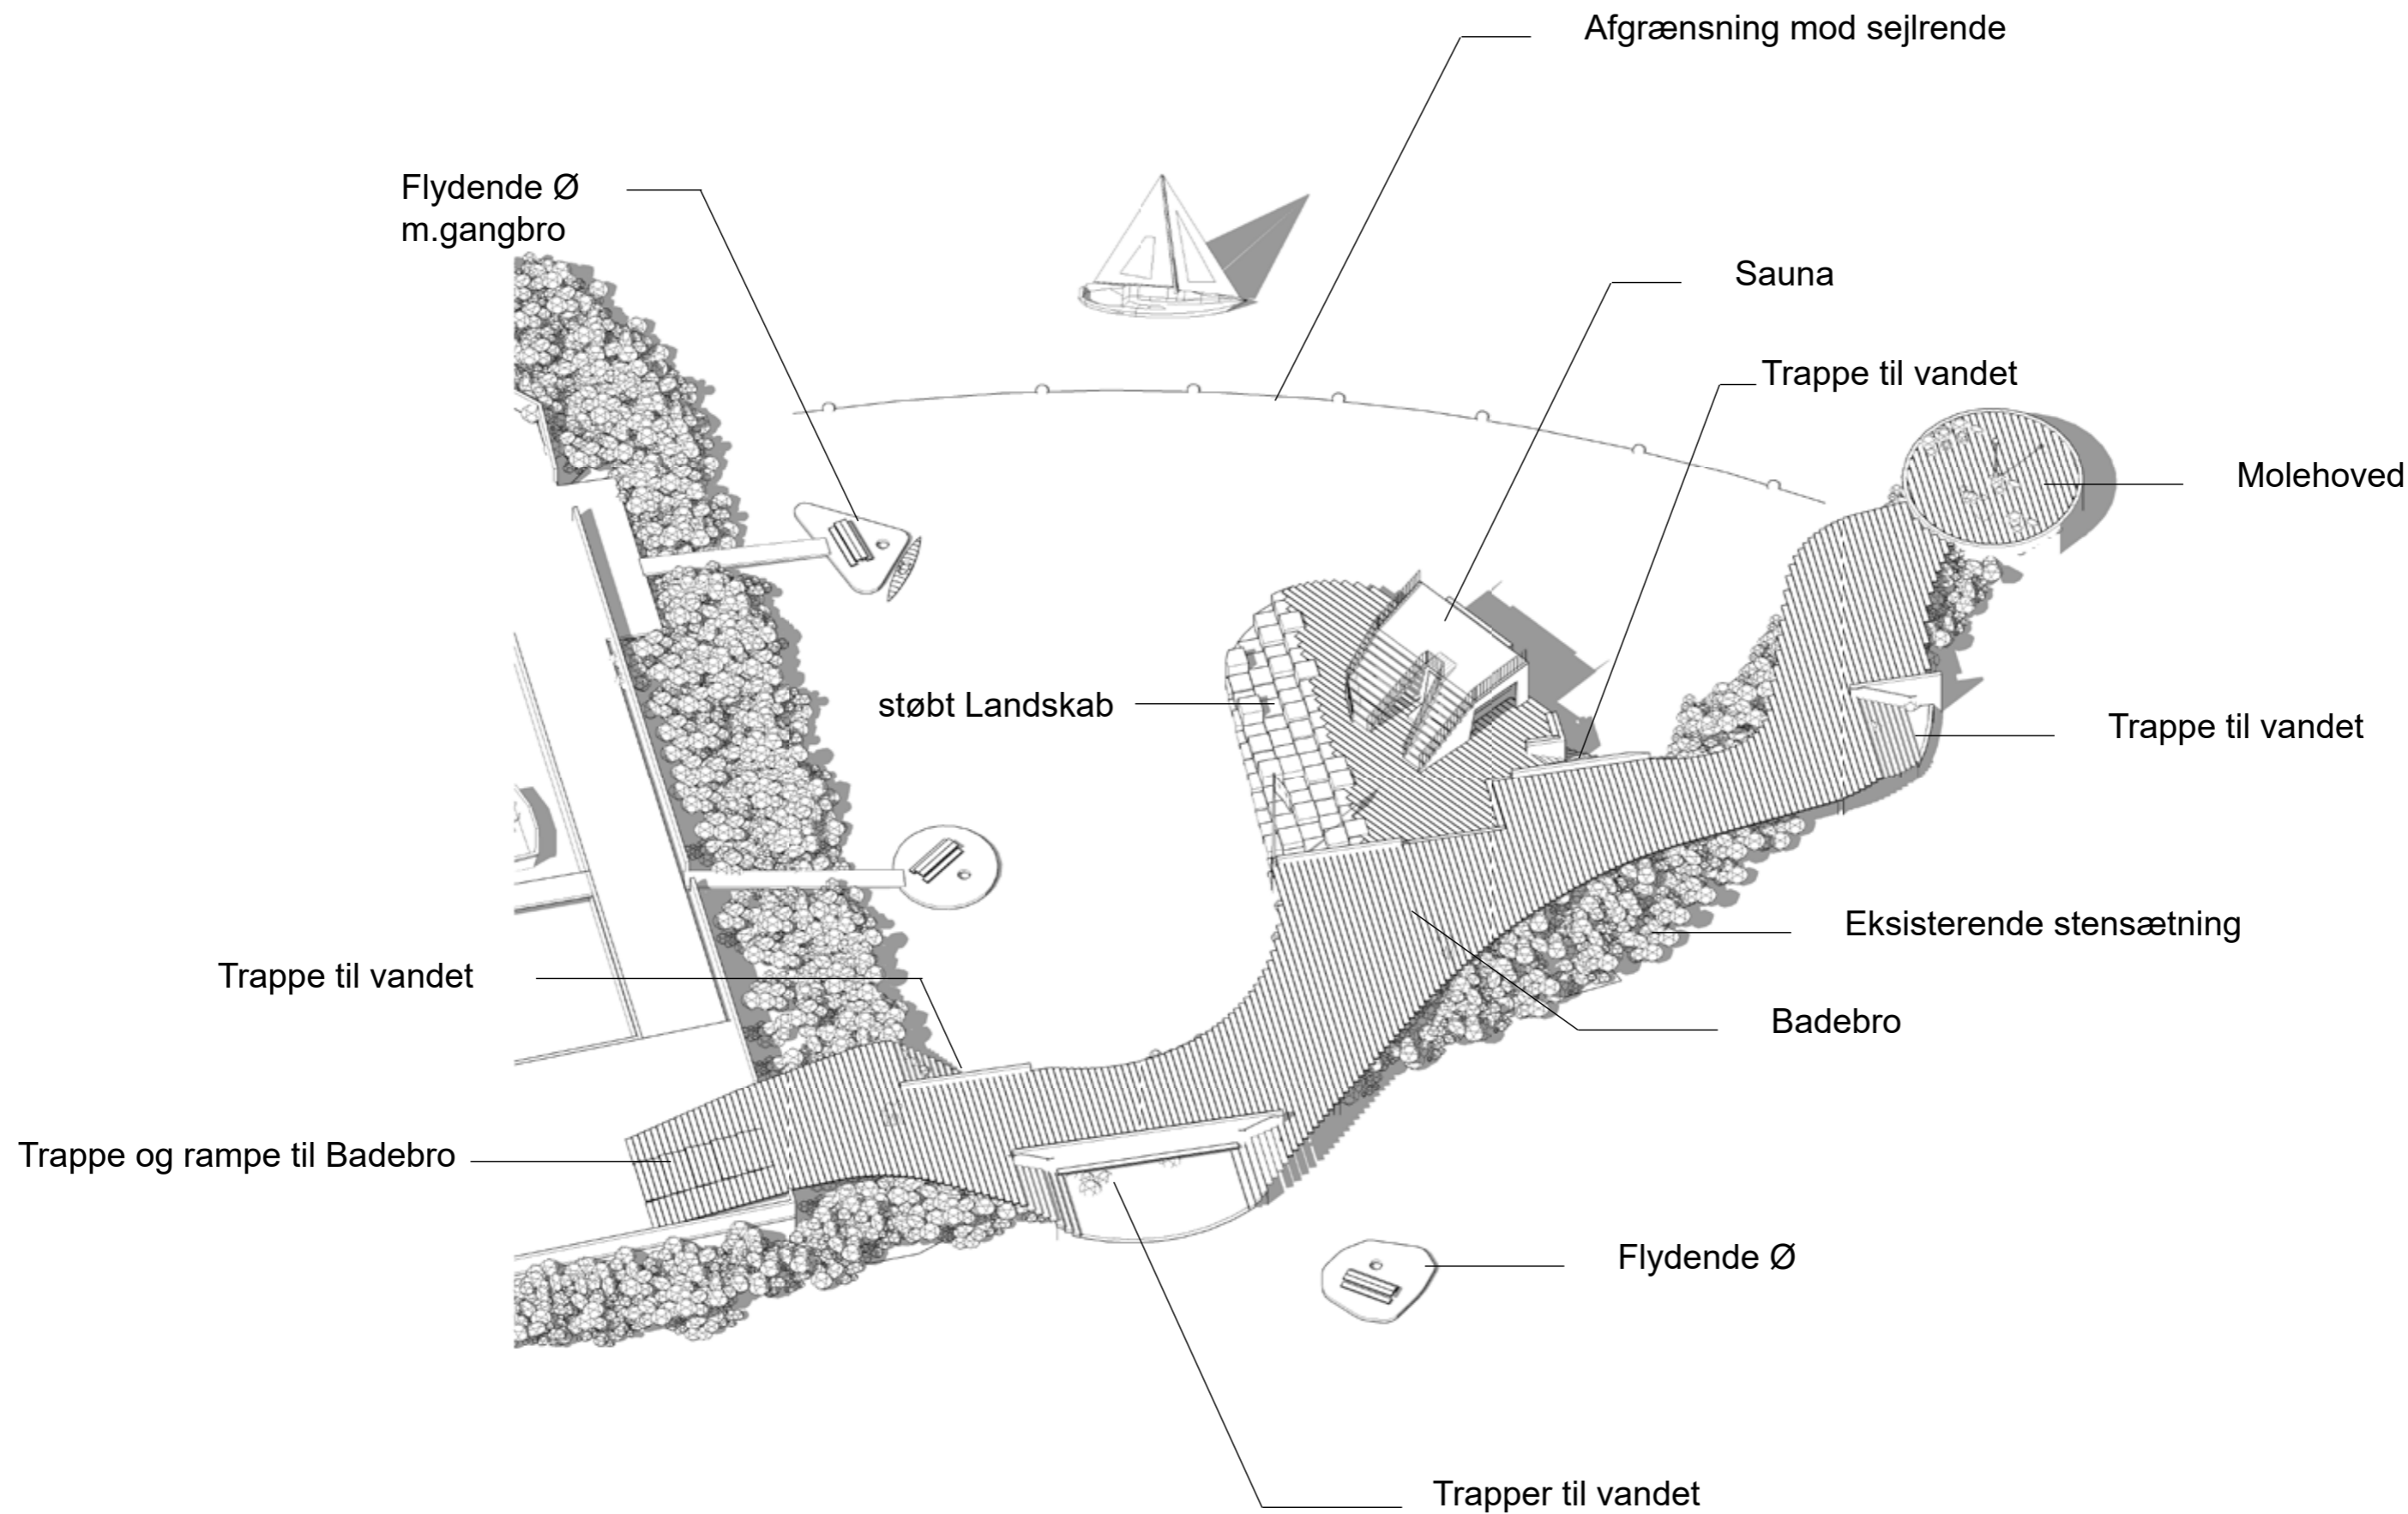 Afgrænsning mod sejlrende
Flydende Ø
m.gangbro
Sauna
Trappe til vandet
Molehoved
støbt Landskab
Trappe til vandet
Eksisterende stensætning
Trappe til vandet
Badebro
Trappe og rampe til Badebro
Flydende Ø
Trapper til vandet